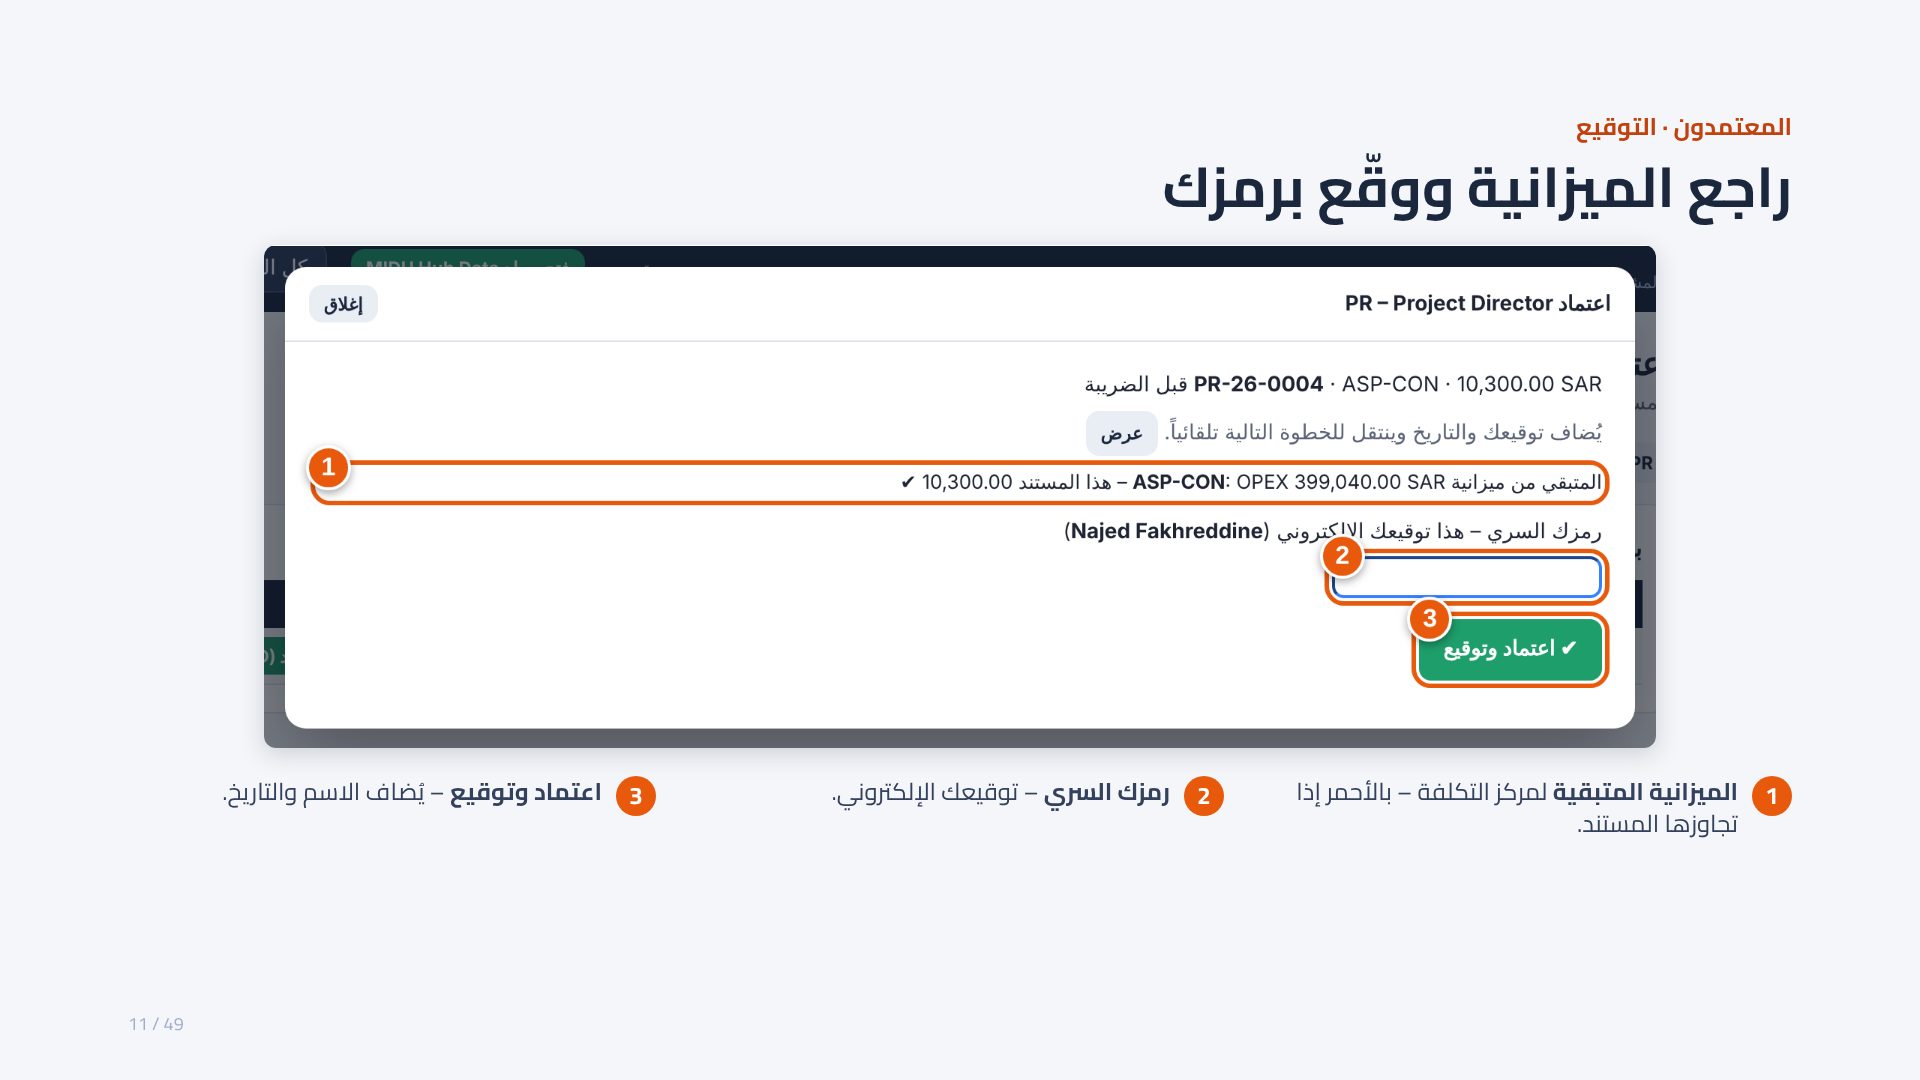 المعتمدون · التوقيع
راجع الميزانية ووقّع برمزك
اعتماد PR – Project Director
إغلاق
PR-26-0004 · ASP-CON · 10,300.00 SAR قبل الضريبة
يُضاف توقيعك والتاريخ وينتقل للخطوة التالية تلقائياً. عرض
1
المتبقي من ميزانية ASP-CON: OPEX 399,040.00 SAR – هذا المستند 10,300.00 ✔
رمزك السري – هذا توقيعك الإلكتروني (Najed Fakhreddine)
2
3
✔ اعتماد وتوقيع
1 الميزانية المتبقية لمركز التكلفة – بالأحمر إذا
تجاوزها المستند.
2 رمزك السري – توقيعك الإلكتروني.
3 اعتماد وتوقيع – يُضاف الاسم والتاريخ.
11 / 49